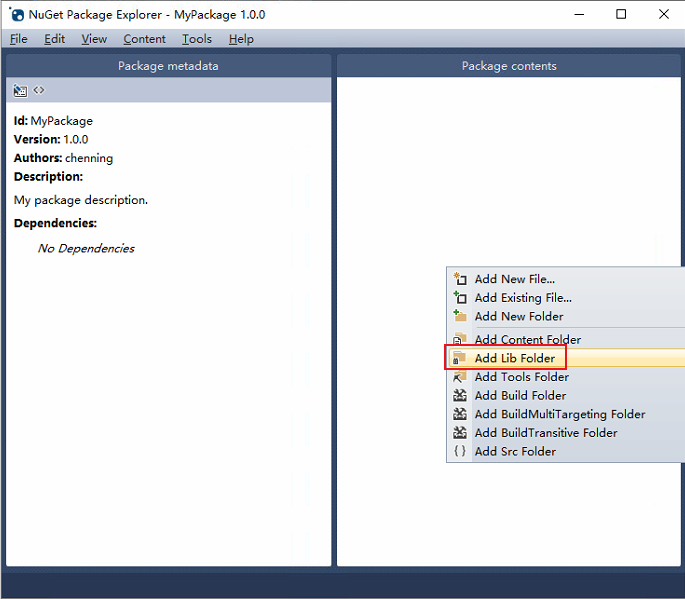 NuGet Package Explorer - MyPackage 1.0.0
File Edit View Content Tools Help
Package metadata
Id: MyPackage
Version: 1.0.0
Authors: chenning
Description:
My package description.
Dependencies:
No Dependencies
Package contents
Add New File...
Add Existing File...
Add New Folder
Add Content Folder
Add Lib Folder
Add Tools Folder
Add Build Folder
Add BuildMultiTargeting Folder
Add BuildTransitive Folder
Add Src Folder